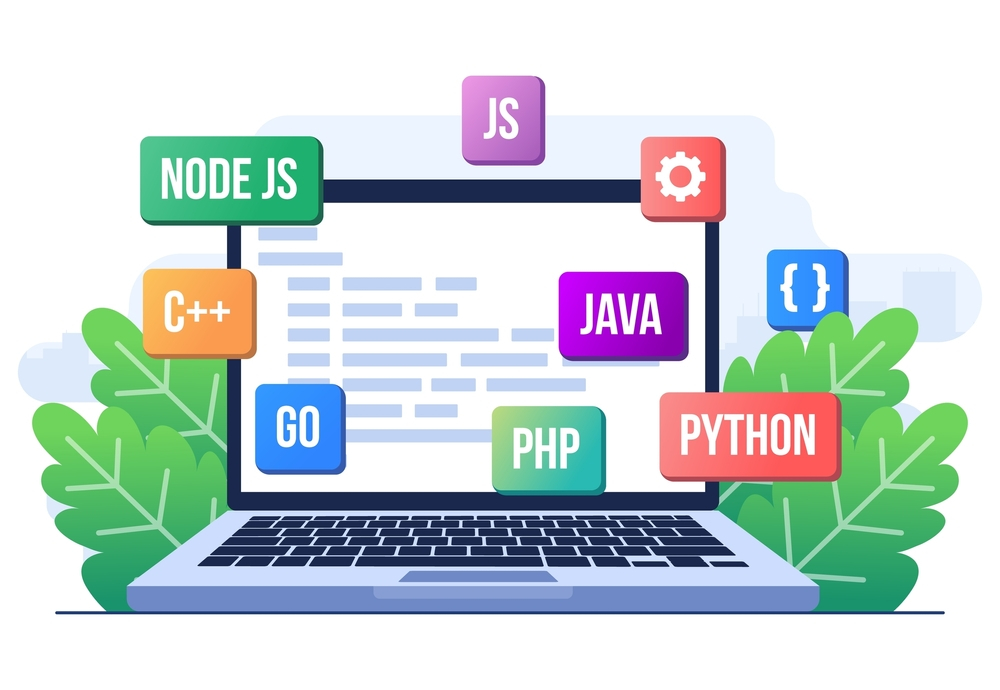 JS
NODE JS
{ }
C++
JAVA
GO
PHP
PYTHON